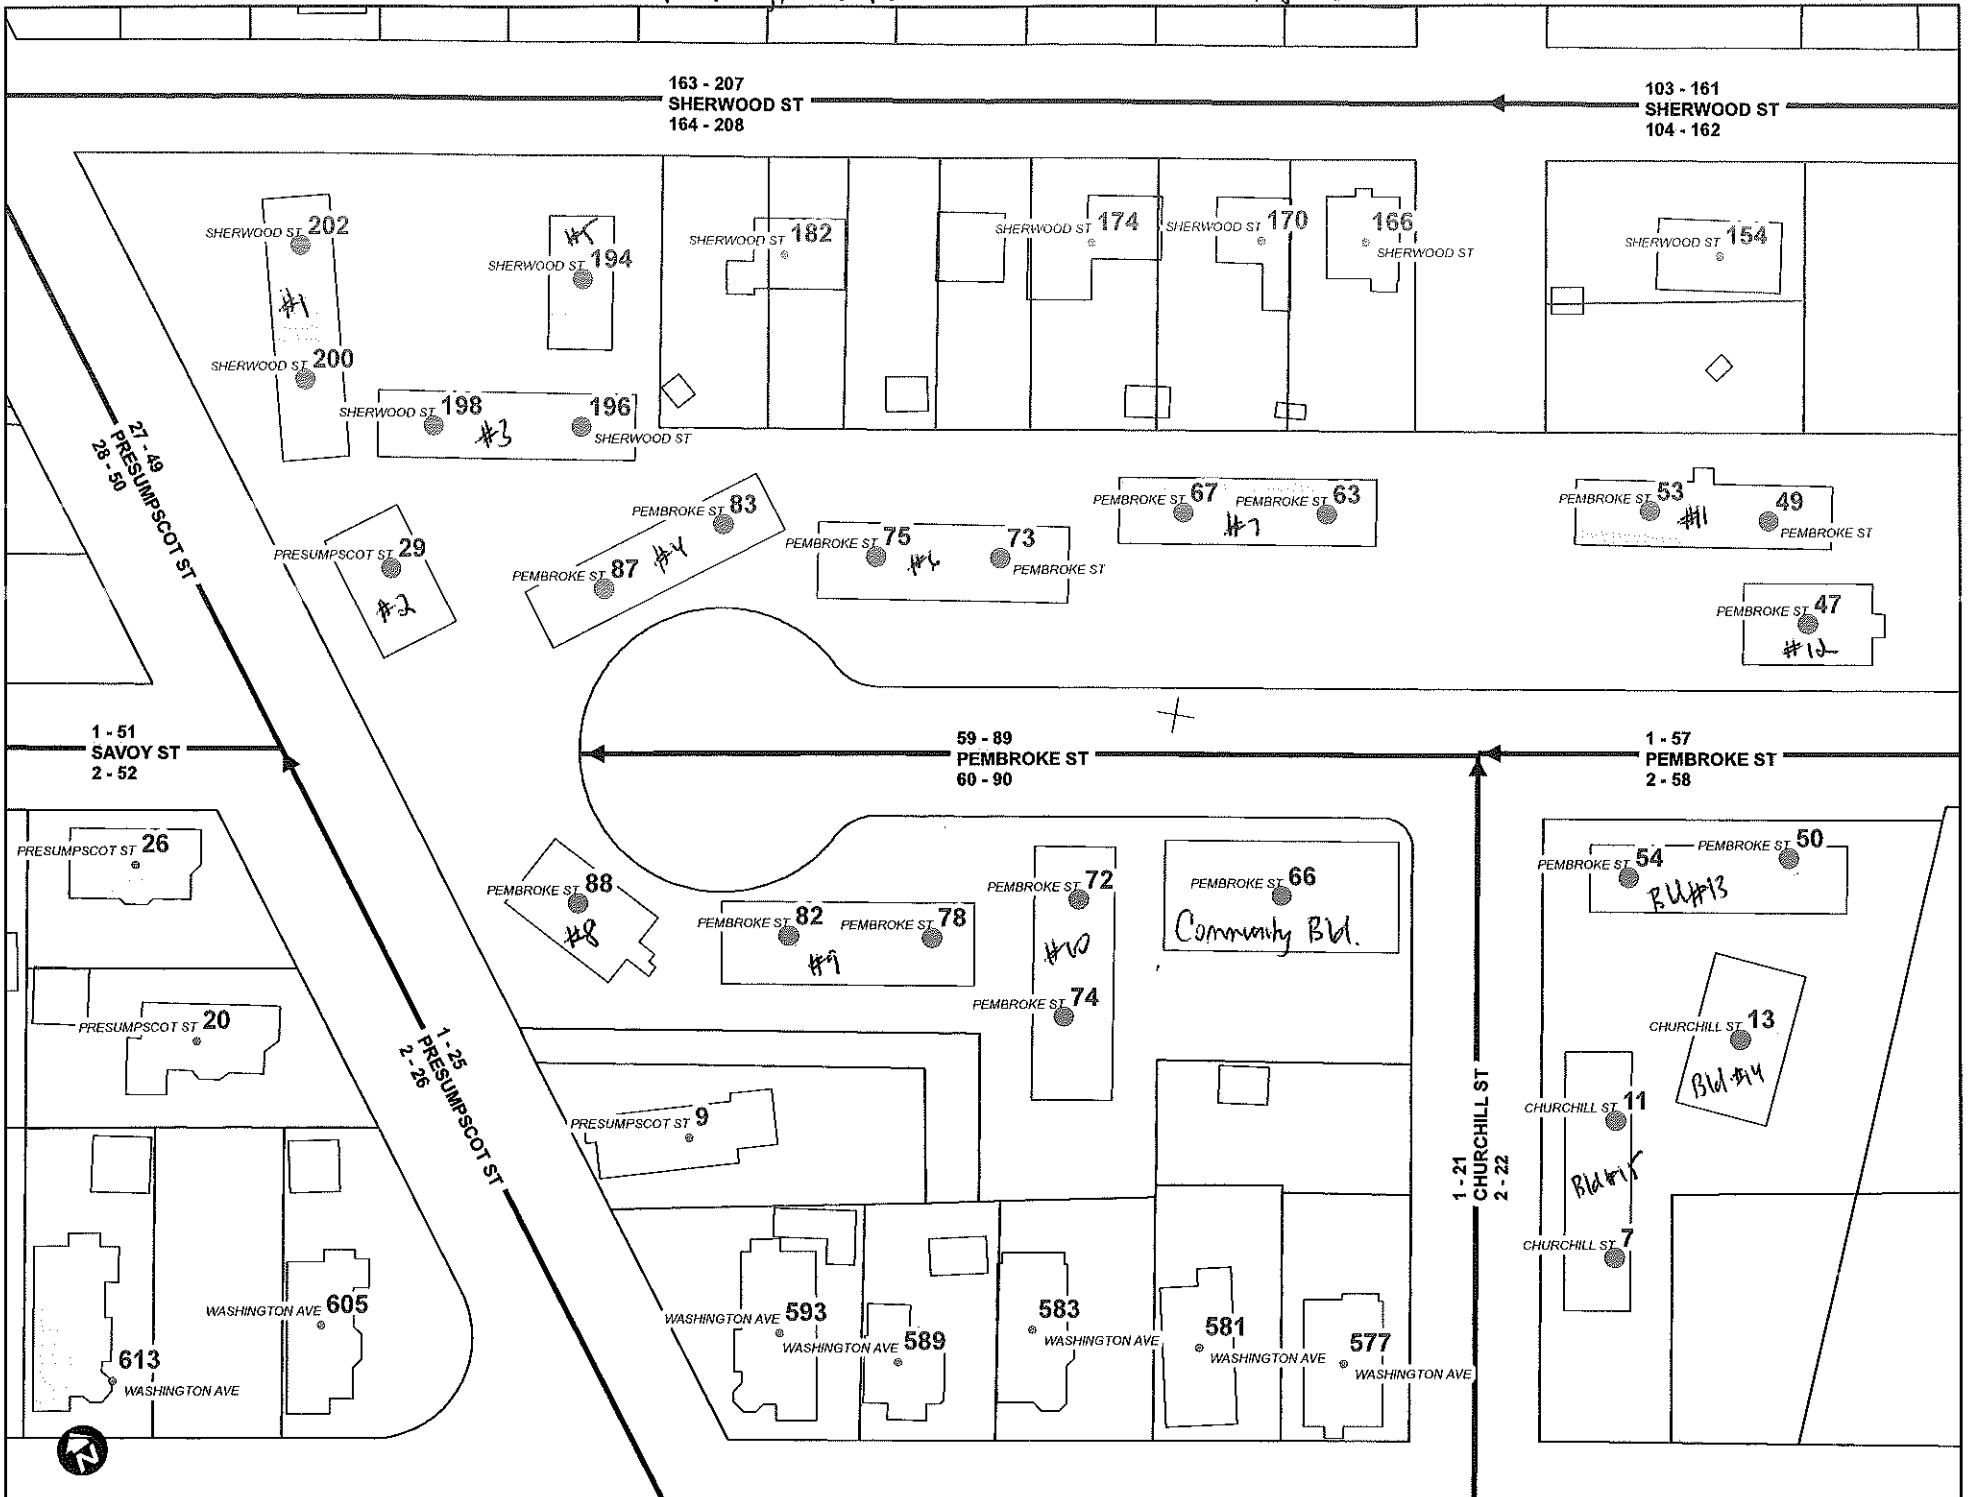 163 - 207
SHERWOOD ST
164 - 208
103 - 161
SHERWOOD ST
104 - 162
SHERWOOD ST 202
#1
SHERWOOD ST 200
#5
SHERWOOD ST 194
SHERWOOD ST 182
SHERWOOD ST 174
SHERWOOD ST 170
166
SHERWOOD ST
SHERWOOD ST 154
SHERWOOD ST 198
#3
196
SHERWOOD ST
27 - 49
PRESUMPSCOT ST
28 - 50
PRESUMPSCOT ST 29
#2
PEMBROKE ST 83
#4
PEMBROKE ST 87
PEMBROKE ST 75
#6
73
PEMBROKE ST
PEMBROKE ST 67
PEMBROKE ST 63
#7
PEMBROKE ST 53
#11
49
PEMBROKE ST
PEMBROKE ST 47
#12
1 - 51
SAVOY ST
2 - 52
59 - 89
PEMBROKE ST
60 - 90
1 - 57
PEMBROKE ST
2 - 58
PRESUMPSCOT ST 26
PRESUMPSCOT ST 20
PEMBROKE ST 88
#8
PEMBROKE ST 82
PEMBROKE ST 78
#9
PEMBROKE ST 72
#10
PEMBROKE ST 74
PEMBROKE ST 66
Community Bld.
PEMBROKE ST 54
PEMBROKE ST 50
Bld#13
CHURCHILL ST 13
Bld.#14
CHURCHILL ST 11
Bld#15
CHURCHILL ST 7
1 - 25
PRESUMPSCOT ST
2 - 26
PRESUMPSCOT ST 9
1 - 21
CHURCHILL ST
2 - 22
613
WASHINGTON AVE
WASHINGTON AVE 605
WASHINGTON AVE 593
WASHINGTON AVE 589
583
WASHINGTON AVE
581
WASHINGTON AVE
577
WASHINGTON AVE
N